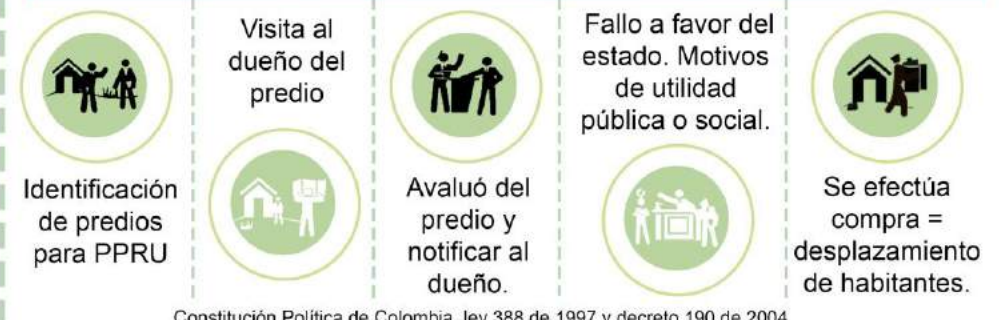 Identificación
de predios
para PPRU
Visita al
dueño del
predio
Avaluó del
predio y
notificar al
dueño.
Fallo a favor del
estado. Motivos
de utilidad
pública o social.
Se efectúa
compra =
desplazamiento
de habitantes.
Constitución Política de Colombia, ley 388 de 1997 y decreto 190 de 2004